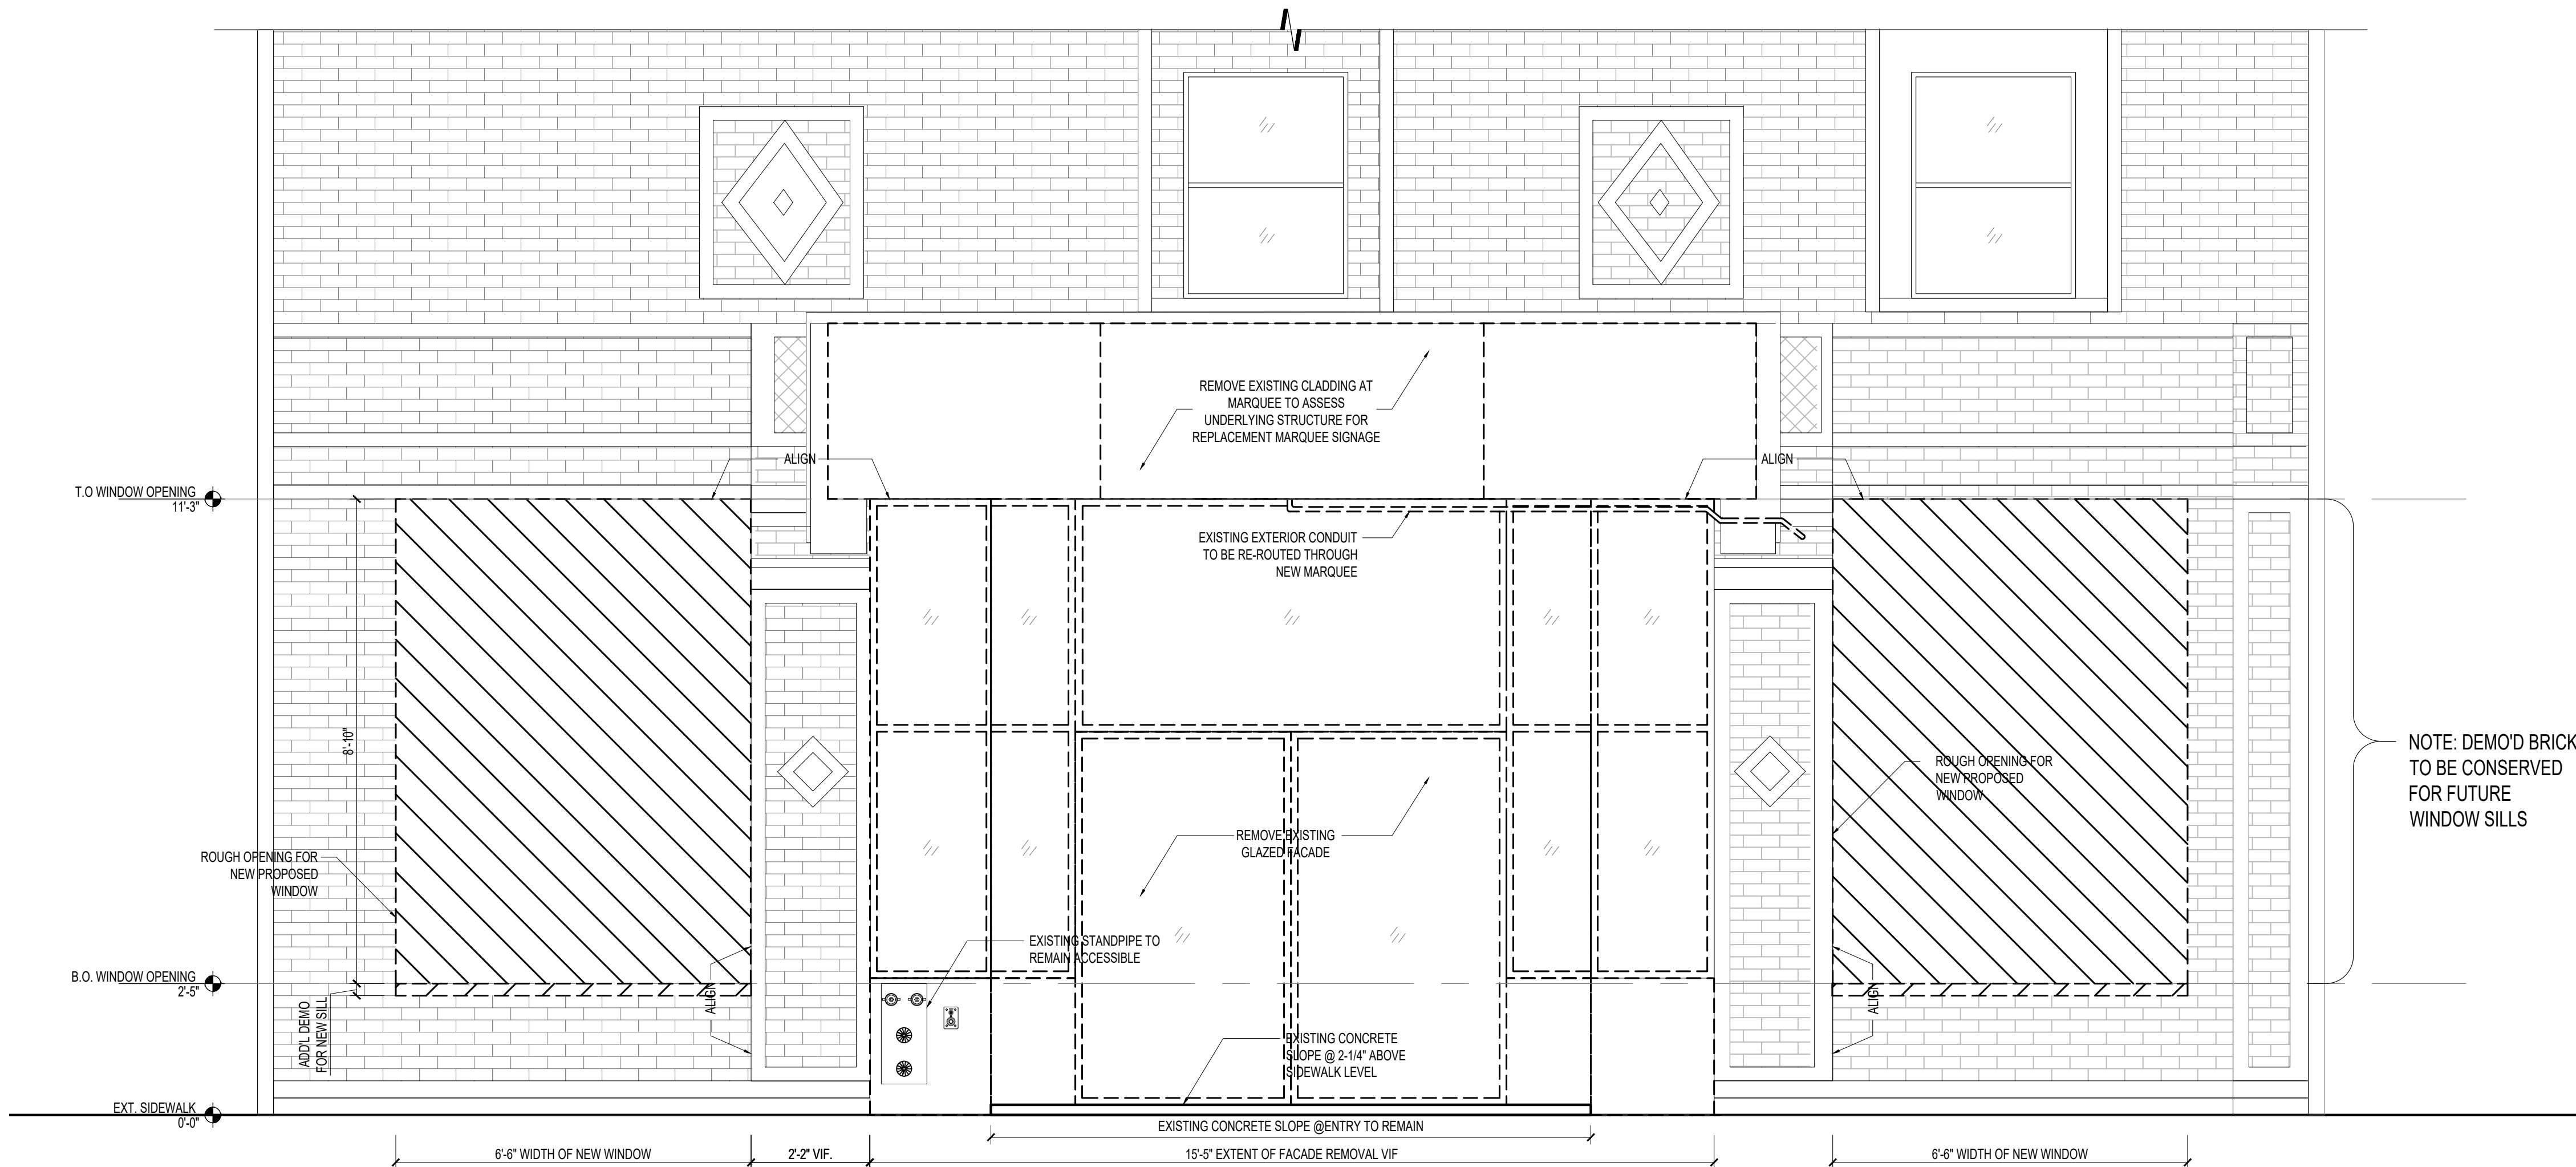 REMOVE EXISTING CLADDING AT
MARQUEE TO ASSESS
UNDERLYING STRUCTURE FOR
REPLACEMENT MARQUEE SIGNAGE
ALIGN
ALIGN
T.O WINDOW OPENING
11'-3"
EXISTING EXTERIOR CONDUIT
TO BE RE-ROUTED THROUGH
NEW MARQUEE
8'-10"
NOTE: DEMO'D BRICK
TO BE CONSERVED
FOR FUTURE
WINDOW SILLS
ROUGH OPENING FOR
NEW PROPOSED
WINDOW
REMOVE EXISTING
GLAZED FACADE
ROUGH OPENING FOR
NEW PROPOSED
WINDOW
EXISTING STANDPIPE TO
REMAIN ACCESSIBLE
B.O. WINDOW OPENING
2'-5"
ALIGN
ALIGN
ADD'L DEMO
FOR NEW SILL
EXISTING CONCRETE
SLOPE @ 2-1/4" ABOVE
SIDEWALK LEVEL
EXT. SIDEWALK
0'-0"
EXISTING CONCRETE SLOPE @ENTRY TO REMAIN
6'-6" WIDTH OF NEW WINDOW
2'-2" VIF.
15'-5" EXTENT OF FACADE REMOVAL VIF
6'-6" WIDTH OF NEW WINDOW